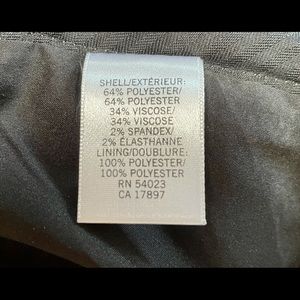 SHELL/EXTÉRIEUR:
64% POLYESTER/
64% POLYESTER
34% VISCOSE/
34% VISCOSE
2% SPANDEX/
2% ÉLASTHANNE
LINING/DOUBLURE:
100% POLYESTER/
100% POLYESTER
RN 54023
CA 17897